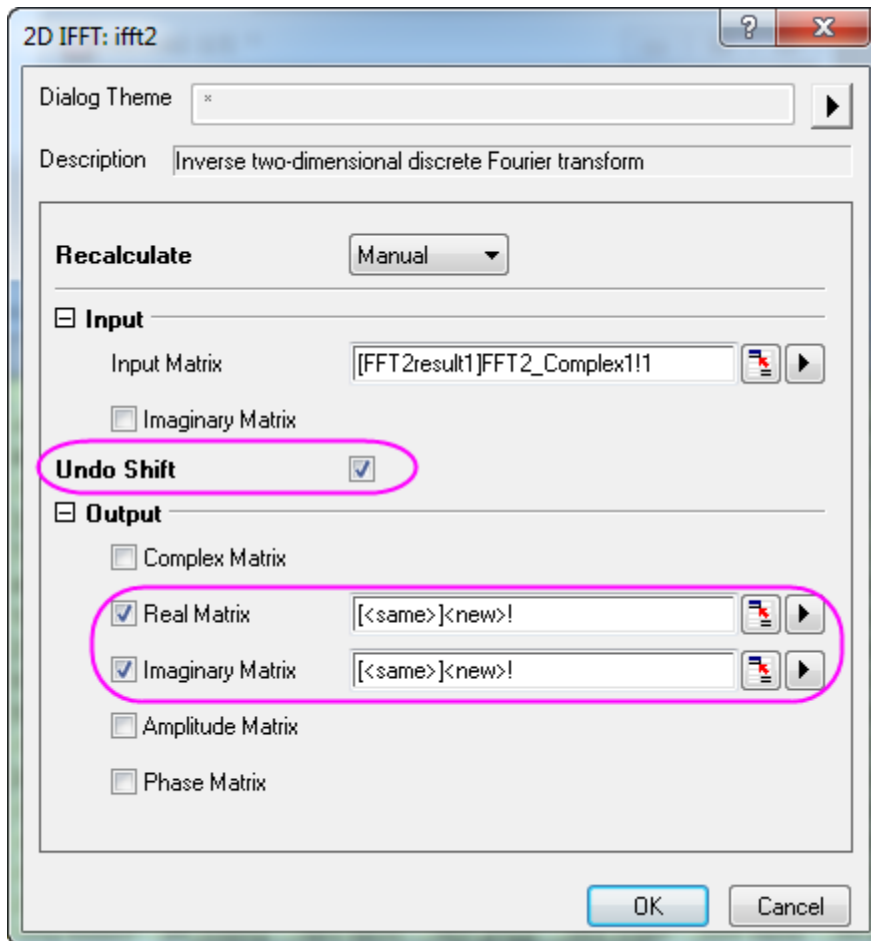 2D IFFT: ifft2
Dialog Theme *
Description Inverse two-dimensional discrete Fourier transform
Recalculate Manual
Input
Input Matrix [FFT2result1]FFT2_Complex1!1
Imaginary Matrix
Undo Shift
Output
Complex Matrix
Real Matrix [<same>]<new>!
Imaginary Matrix [<same>]<new>!
Amplitude Matrix
Phase Matrix
OK Cancel